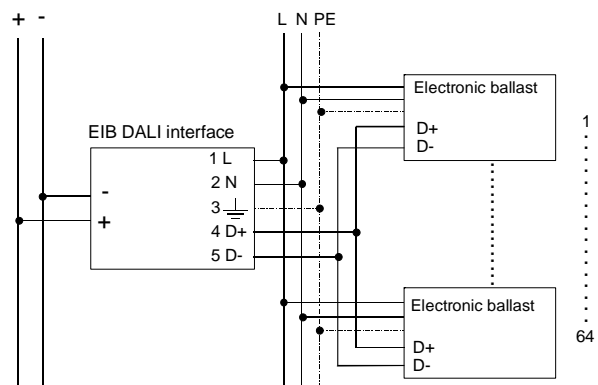 + -
L N PE
Electronic ballast
D+
D-
EIB DALI interface
1 L
2 N
3
4 D+
5 D-
-
+
1
64
Electronic ballast
D+
D-